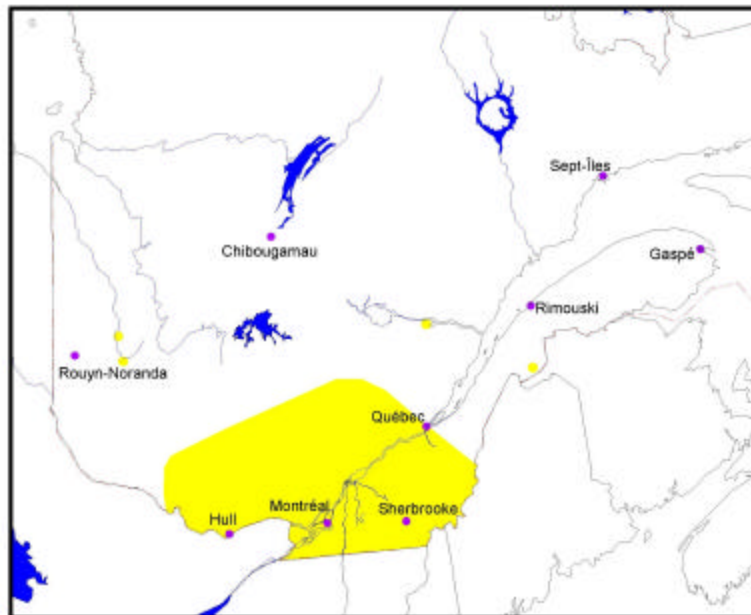 Sept-Îles
Chibougamau
Gaspé
Rimouski
Rouyn-Noranda
Québec
Montréal
Sherbrooke
Hull